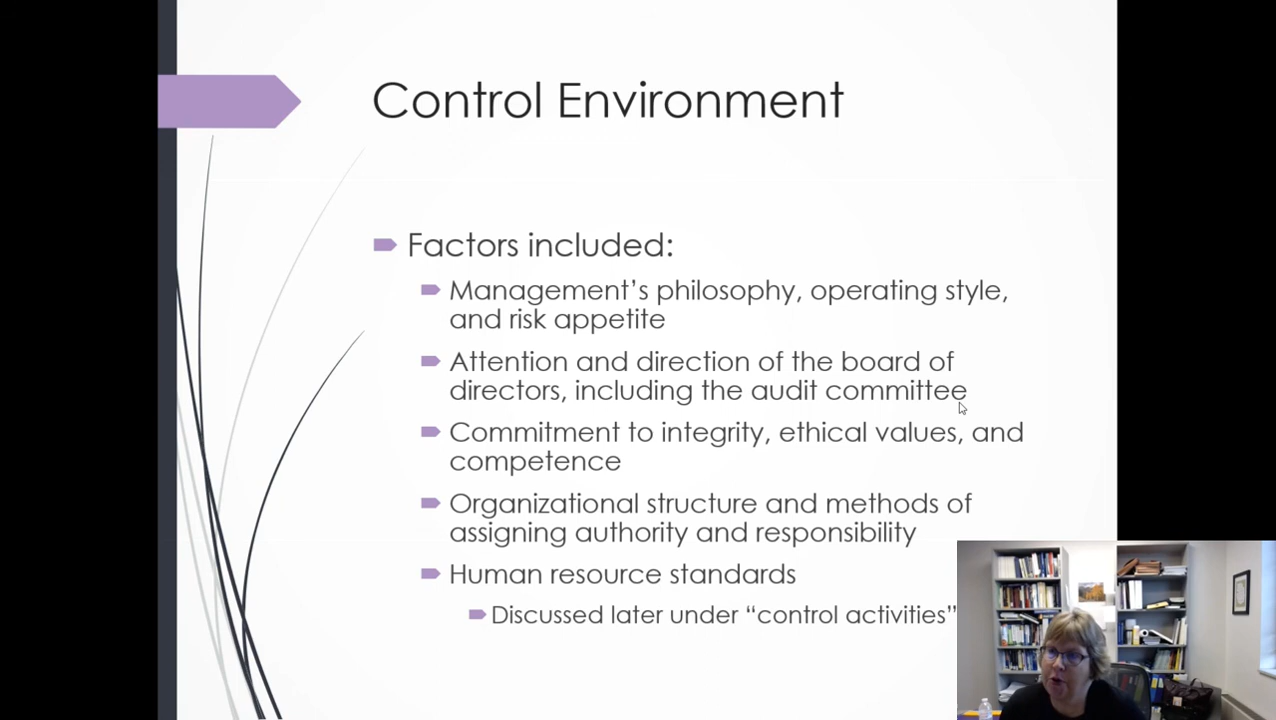 Control Environment
Factors included:
Management's philosophy, operating style,
and risk appetite
Attention and direction of the board of
directors, including the audit committee
Commitment to integrity, ethical values, and
competence
Organizational structure and methods of
assigning authority and responsibility
Human resource standards
Discussed later under “control activities”